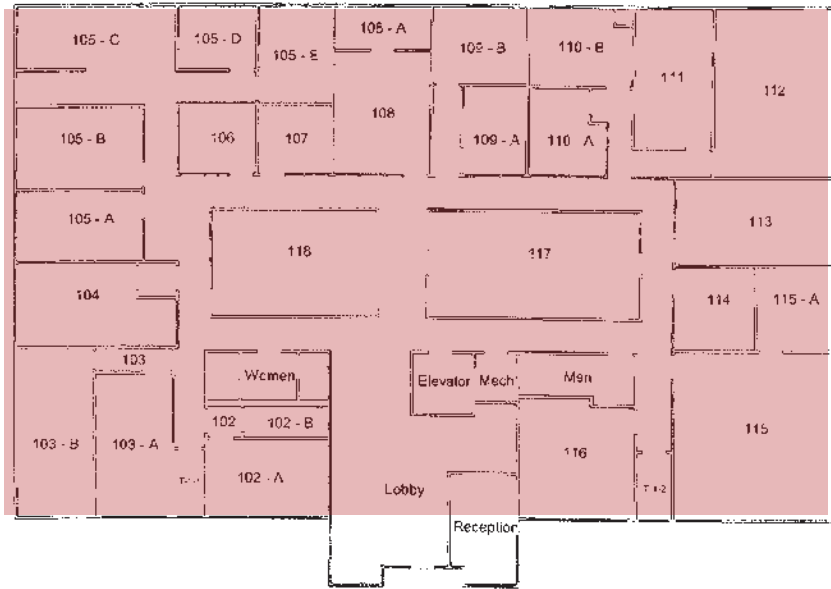 105 - C
105 - D
105 - E
108 - A
109 - B
110 - B
111
112
105 - B
106
107
108
109 - A
110 - A
105 - A
118
117
113
104
114
115 - A
103
Women
Elevator
Mech
Men
102
102 - B
103 - B
103 - A
102 - A
116
115
Lobby
Reception